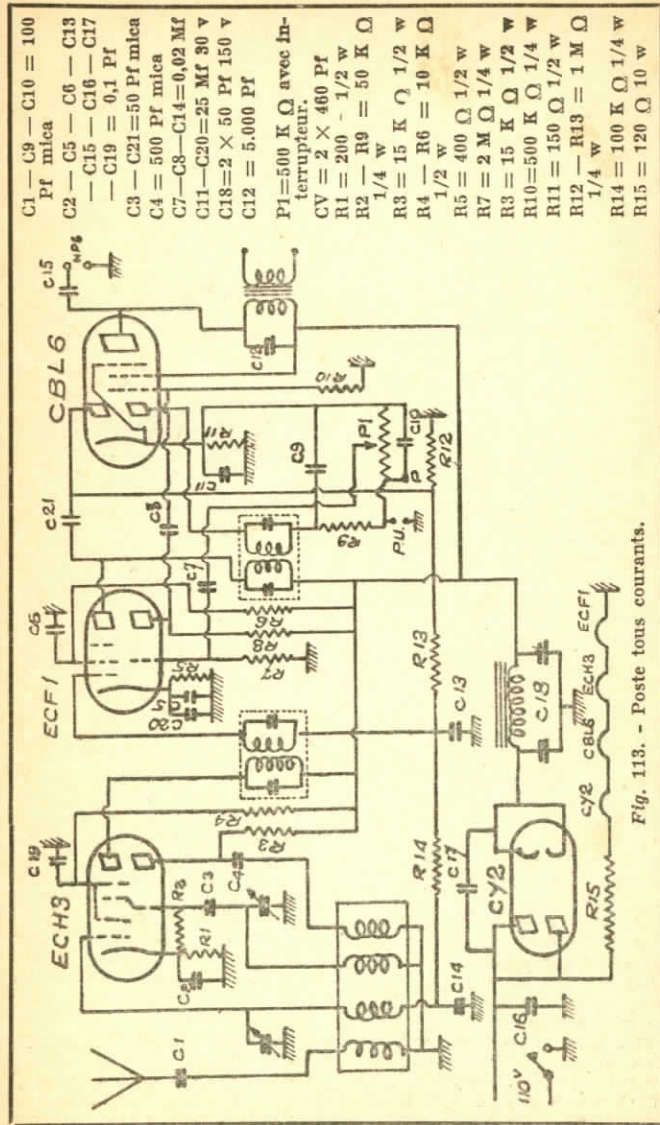 C1 — C9 — C10 = 100
Pf mica
C2 — C5 — C6 — C13
— C15 — C16 — C17
— C19 = 0,1 Pf
C3 — C21=50 Pf mica
C4 = 500 Pf mica
C7—C8—C14=0,02 Mf
C11—C20=25 Mf 30 v
C18=2 × 50 Pf 150 v
C12 = 5.000 Pf
P1=500 K Ω avec in-
terrupteur.
CV = 2 × 460 Pf
R1 = 200 - 1/2 w
R2 — R9 = 50 K Ω
1/4 w
R3 = 15 K Ω 1/2 w
R4 — R6 = 10 K Ω
1/2 w
R5 = 400 Ω 1/2 w
R7 = 2 M Ω 1/4 w
R3 = 15 K Ω 1/2 w
R10=500 K Ω 1/4 w
R11 = 150 Ω 1/2 w
R12 — R13 = 1 M Ω
1/4 w
R14 = 100 K Ω 1/4 w
R15 = 120 Ω 10 w
ECH3
ECF1
CBL6
C19
C6
C15
HPS
C1
R2
R1
C3
C4
R4
R3
C20
R5
R7
R8
R6
C7
C8
C21
C11
R11
R10
C12
C9
R9
P1
P
C10
P.U.
R12
C14
R14
C13
R13
110V
C16
C17
CY2
C18
R15
CY2
CBL6
ECH3
ECF1
Fig. 113. - Poste tous courants.